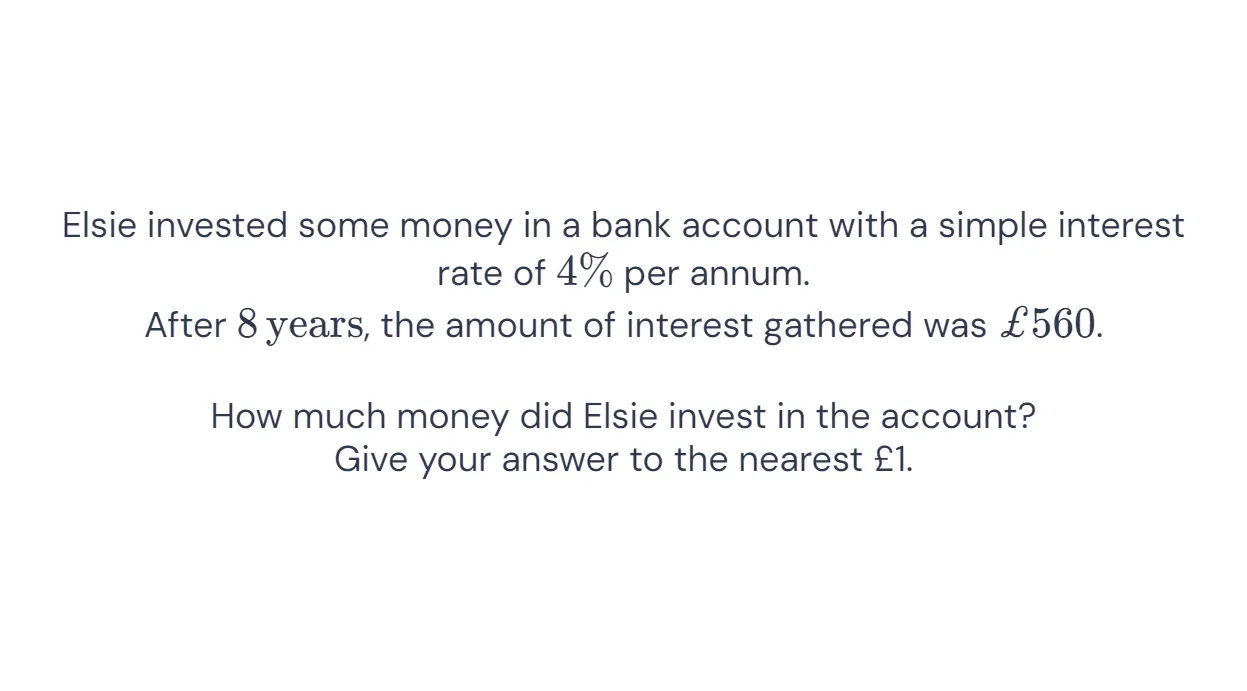 Elsie invested some money in a bank account with a simple interest
rate of 4% per annum.
After 8 years, the amount of interest gathered was £560.
How much money did Elsie invest in the account?
Give your answer to the nearest £1.